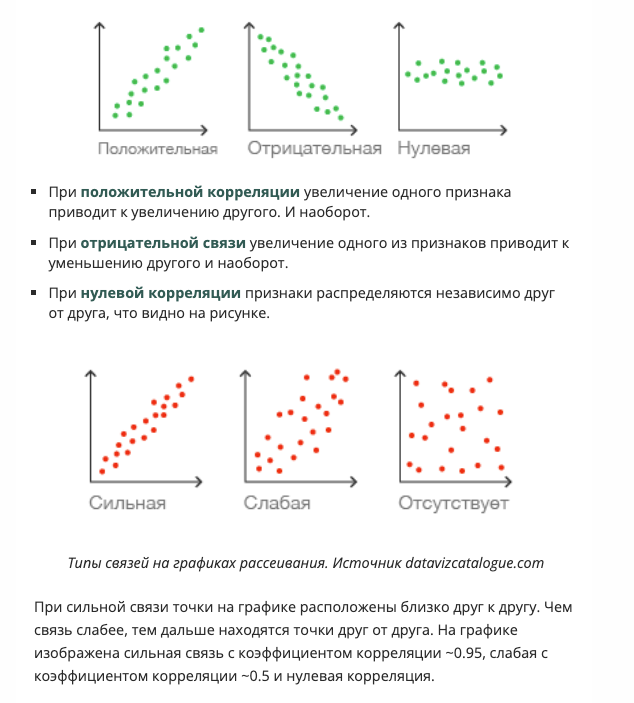 Положительная
Отрицательная
Нулевая
При положительной корреляции увеличение одного признака
приводит к увеличению другого. И наоборот.
При отрицательной связи увеличение одного из признаков приводит к
уменьшению другого и наоборот.
При нулевой корреляции признаки распределяются независимо друг
от друга, что видно на рисунке.
Сильная
Слабая
Отсутствует
Типы связей на графиках рассеивания. Источник datavizcatalogue.com
При сильной связи точки на графике расположены близко друг к другу. Чем
связь слабее, тем дальше находятся точки друг от друга. На графике
изображена сильная связь с коэффициентом корреляции ~0.95, слабая с
коэффициентом корреляции ~0.5 и нулевая корреляция.